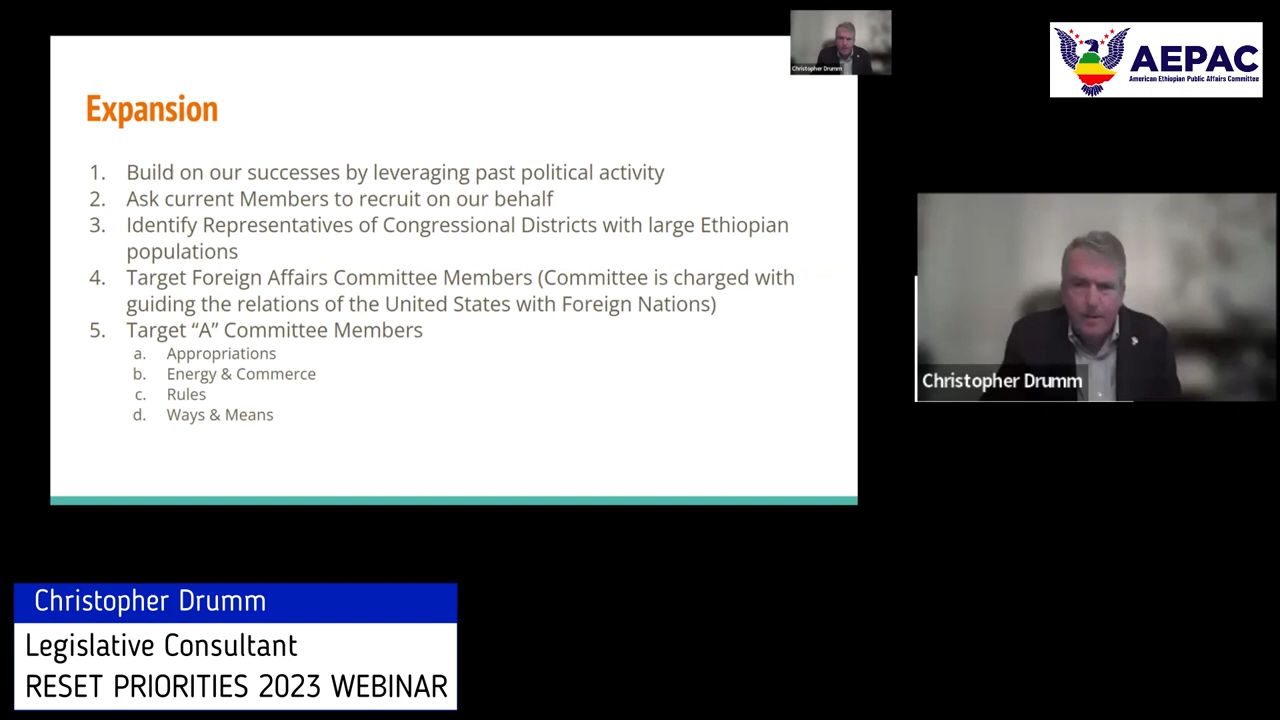 Christopher Drumm
AEPAC
American Ethiopian Public Affairs Committee
Expansion
1. Build on our successes by leveraging past political activity
2. Ask current Members to recruit on our behalf
3. Identify Representatives of Congressional Districts with large Ethiopian
populations
4. Target Foreign Affairs Committee Members (Committee is charged with
guiding the relations of the United States with Foreign Nations)
5. Target “A” Committee Members
a. Appropriations
b. Energy & Commerce
c. Rules
d. Ways & Means
Christopher Drumm
Christopher Drumm
Legislative Consultant
RESET PRIORITIES 2023 WEBINAR